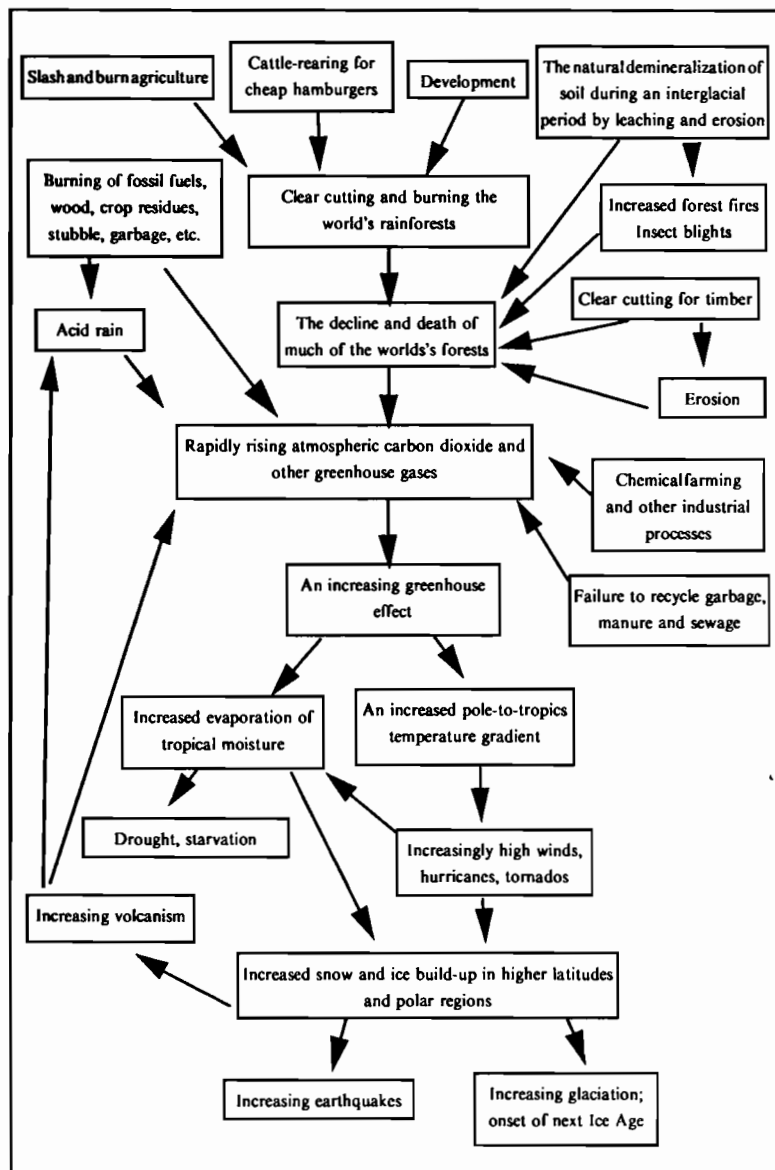 Slash and burn agriculture
Cattle-rearing for
cheap hamburgers
Development
The natural demineralization of
soil during an interglacial
period by leaching and erosion
Burning of fossil fuels,
wood, crop residues,
stubble, garbage, etc.
Clear cutting and burning the
world's rainforests
Increased forest fires
Insect blights
Acid rain
The decline and death of
much of the worlds's forests
Clear cutting for timber
Erosion
Rapidly rising atmospheric carbon dioxide and
other greenhouse gases
Chemical farming
and other industrial
processes
An increasing greenhouse
effect
Failure to recycle garbage,
manure and sewage
Increased evaporation of
tropical moisture
An increased pole-to-tropics
temperature gradient
Drought, starvation
Increasingly high winds,
hurricanes, tornados
Increasing volcanism
Increased snow and ice build-up in higher latitudes
and polar regions
Increasing earthquakes
Increasing glaciation;
onset of next Ice Age